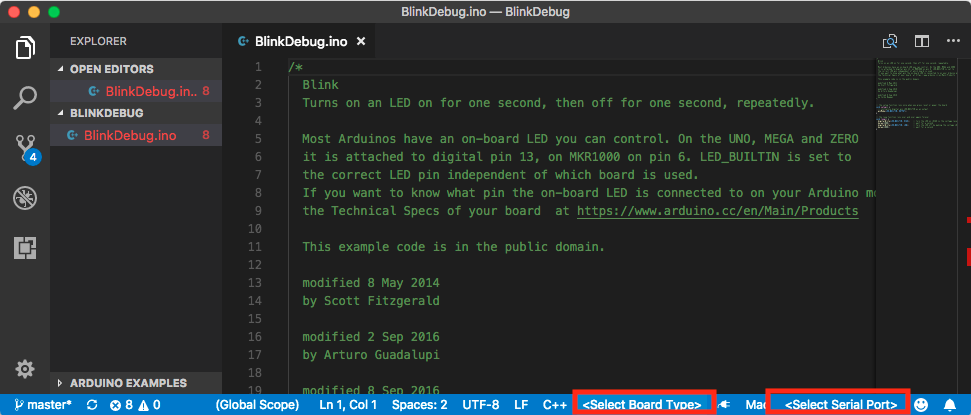 BlinkDebug.ino — BlinkDebug
EXPLORER
OPEN EDITORS
BlinkDebug.in.. 8
BLINKDEBUG
BlinkDebug.ino 8
ARDUINO EXAMPLES
BlinkDebug.ino ×
1 /*
2 Blink
3 Turns on an LED on for one second, then off for one second, repeatedly.
4
5 Most Arduinos have an on-board LED you can control. On the UNO, MEGA and ZERO
6 it is attached to digital pin 13, on MKR1000 on pin 6. LED_BUILTIN is set to
7 the correct LED pin independent of which board is used.
8 If you want to know what pin the on-board LED is connected to on your Arduino
9 the Technical Specs of your board  at https://www.arduino.cc/en/Main/Products
10
11 This example code is in the public domain.
12
13 modified 8 May 2014
14 by Scott Fitzgerald
15
16 modified 2 Sep 2016
17 by Arturo Guadalupi
18
19 modified 8 Sep 2016
4
master* 8 0 (Global Scope) Ln 1, Col 1 Spaces: 2 UTF-8 LF C++ <Select Board Type> Mac <Select Serial Port>